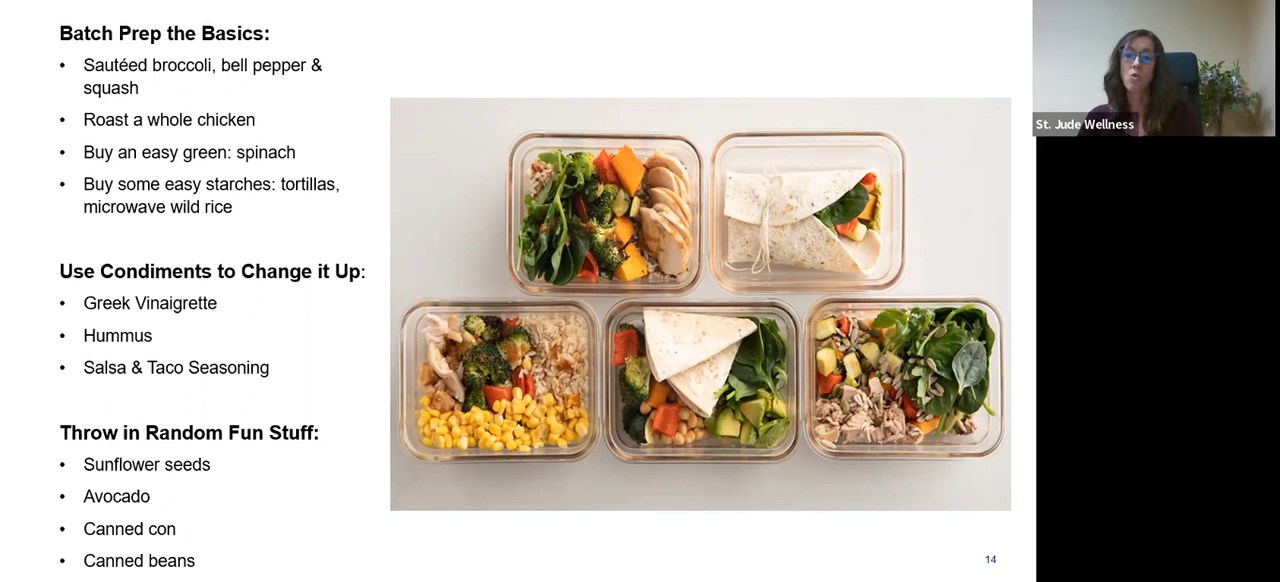 Batch Prep the Basics:
• Sautéed broccoli, bell pepper &
squash
• Roast a whole chicken
• Buy an easy green: spinach
• Buy some easy starches: tortillas,
microwave wild rice
Use Condiments to Change it Up:
• Greek Vinaigrette
• Hummus
• Salsa & Taco Seasoning
Throw in Random Fun Stuff:
• Sunflower seeds
• Avocado
• Canned con
• Canned beans
14
St. Jude Wellness